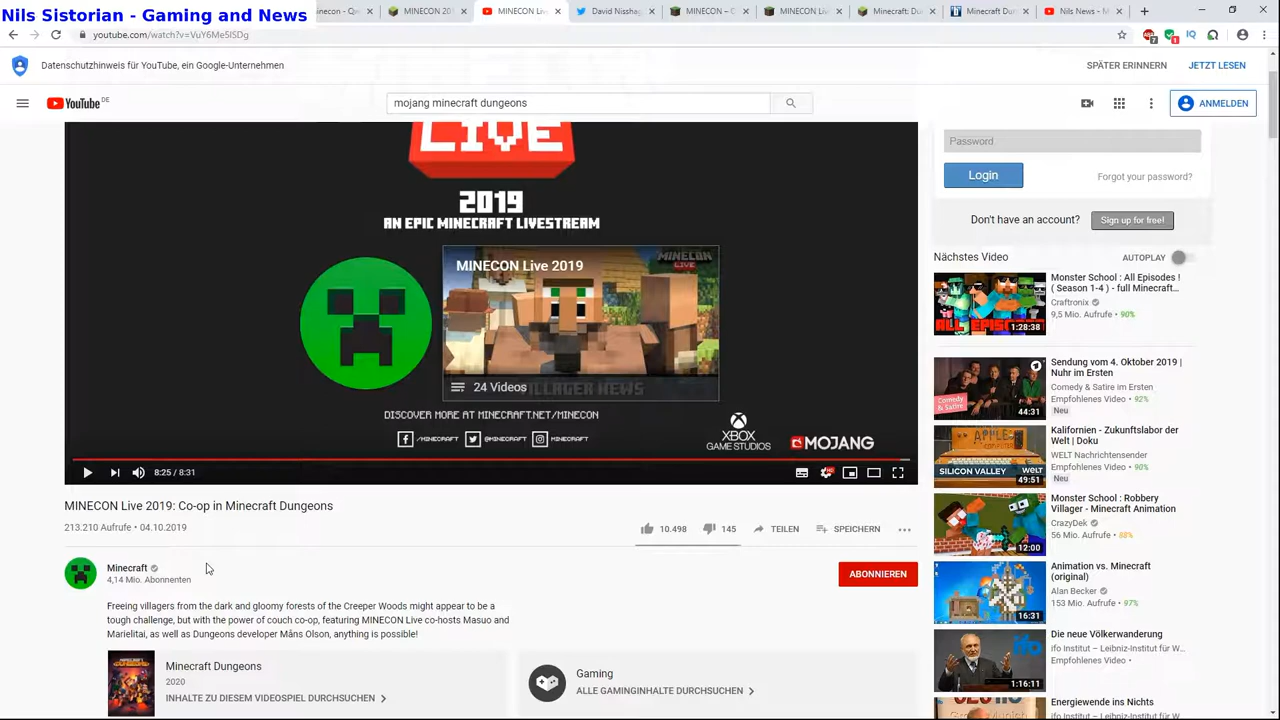 Nils Sistorian - Gaming and News
MINECON 20
MINECON Liv
David Nisshag
MINECON – C
MINECON Liv
Minecraft: Du
Minecraft Du
Nils News - M
youtube.com/watch?v=VuY6Me5ISDg
Datenschutzhinweis für YouTube, ein Google-Unternehmen
SPÄTER ERINNERN
JETZT LESEN
YouTube DE
mojang minecraft dungeons
ANMELDEN
LIVE
2019
AN EPIC MINECRAFT LIVESTREAM
MINECON Live 2019
MINECON
LIVE
24 Videos
VILLAGER NEWS
DISCOVER MORE AT MINECRAFT.NET/MINECON
/MINECRAFT @MINECRAFT MINECRAFT
XBOX
GAME STUDIOS
MOJANG
8:25 / 8:31
MINECON Live 2019: Co-op in Minecraft Dungeons
213.210 Aufrufe • 04.10.2019
10.498
145
TEILEN
SPEICHERN
Minecraft
4,14 Mio. Abonnenten
ABONNIEREN
Freeing villagers from the dark and gloomy forests of the Creeper Woods might appear to be a
tough challenge, but with the power of couch co-op, featuring MINECON Live co-hosts Masuo and
Marielitai, as well as Dungeons developer Måns Olson, anything is possible!
Minecraft Dungeons
2020
INHALTE ZU DIESEM VIDEOSPIEL DURCHSUCHEN
Gaming
ALLE GAMINGINHALTE DURCHSUCHEN
Password
Login
Forgot your password?
Don't have an account?
Sign up for free!
Nächstes Video
AUTOPLAY
Monster School : All Episodes !
( Season 1-4 ) - full Minecraft...
Craftronix
9,5 Mio. Aufrufe • 90%
1:28:38
Sendung vom 4. Oktober 2019 |
Nuhr im Ersten
Comedy & Satire im Ersten
Empfohlenes Video • 92%
Neu
44:31
Kalifornien - Zukunftslabor der
Welt | Doku
WELT Nachrichtensender
Empfohlenes Video • 90%
Neu
SILICON VALLEY
welt
49:51
Monster School : Robbery
Villager - Minecraft Animation
CrazyDek
56 Mio. Aufrufe • 88%
12:00
Animation vs. Minecraft
(original)
Alan Becker
153 Mio. Aufrufe • 97%
16:31
Die neue Völkerwanderung
ifo Institut – Leibniz-Institut für W...
Empfohlenes Video •
1:16:11
Energiewende ins Nichts